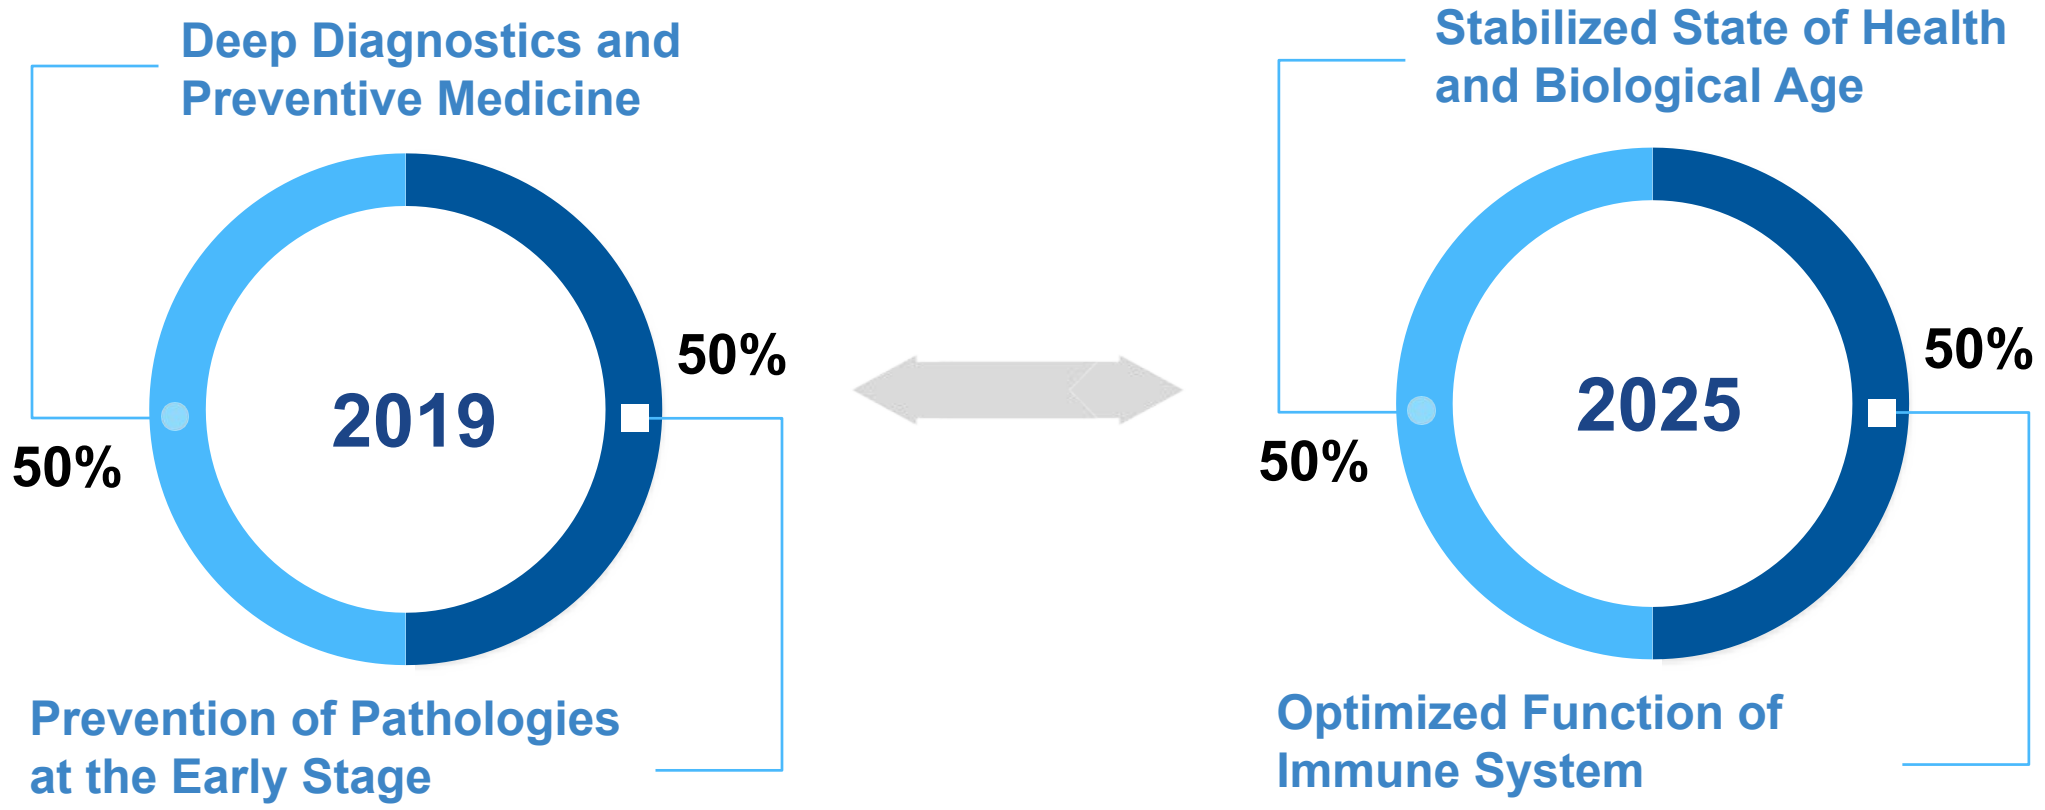 Deep Diagnostics and
Preventive Medicine
50%
2019
50%
Prevention of Pathologies
at the Early Stage
Stabilized State of Health
and Biological Age
50%
2025
50%
Optimized Function of
Immune System